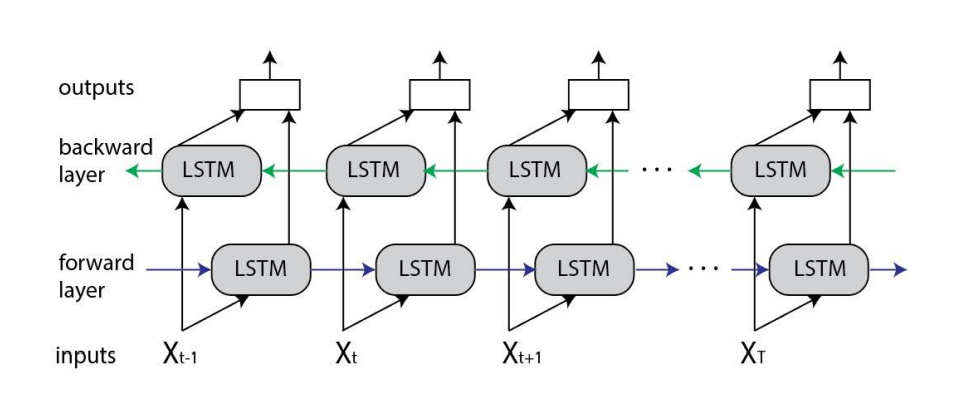 outputs
backward
layer
LSTM LSTM LSTM ... LSTM
forward
layer
LSTM LSTM LSTM ... LSTM
inputs Xt-1 Xt Xt+1 XT